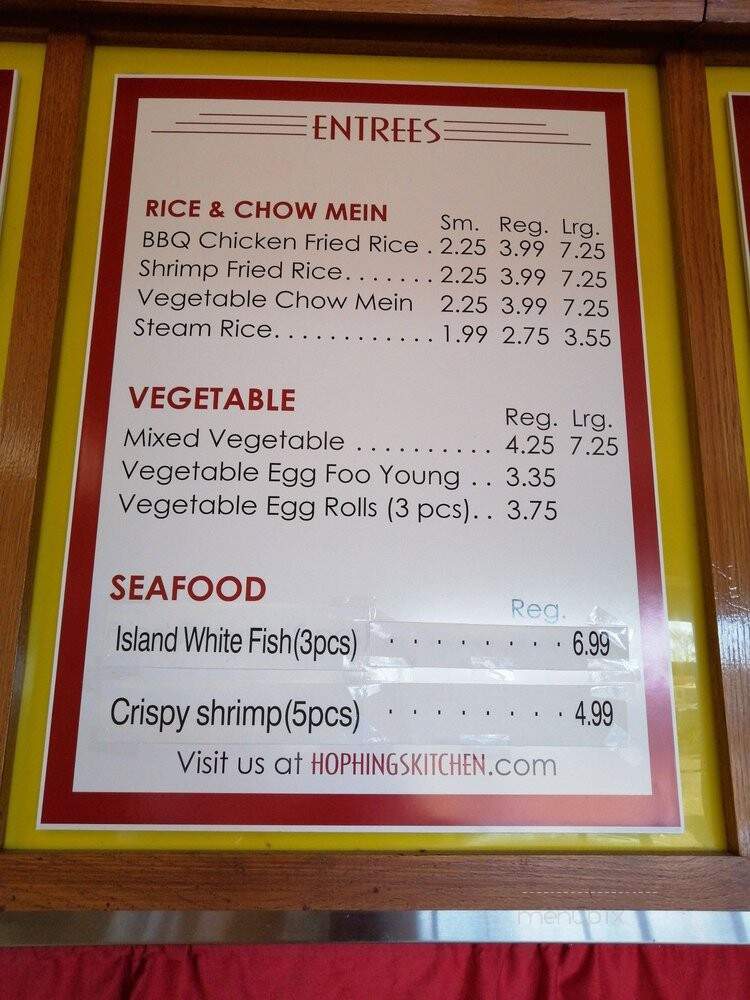 ENTREES
RICE & CHOW MEIN
Sm. Reg. Lrg.
BBQ Chicken Fried Rice . 2.25 3.99 7.25
Shrimp Fried Rice. . . . . . . 2.25 3.99 7.25
Vegetable Chow Mein 2.25 3.99 7.25
Steam Rice. . . . . . . . . . . . . 1.99 2.75 3.55
VEGETABLE
Reg. Lrg.
Mixed Vegetable . . . . . . . . . . 4.25 7.25
Vegetable Egg Foo Young . . 3.35
Vegetable Egg Rolls (3 pcs). . 3.75
SEAFOOD
Reg.
Island White Fish(3pcs) . . . . . . . . 6.99
Crispy shrimp(5pcs) . . . . . . . . 4.99
Visit us at HOPHINGSKITCHEN.com
menupix